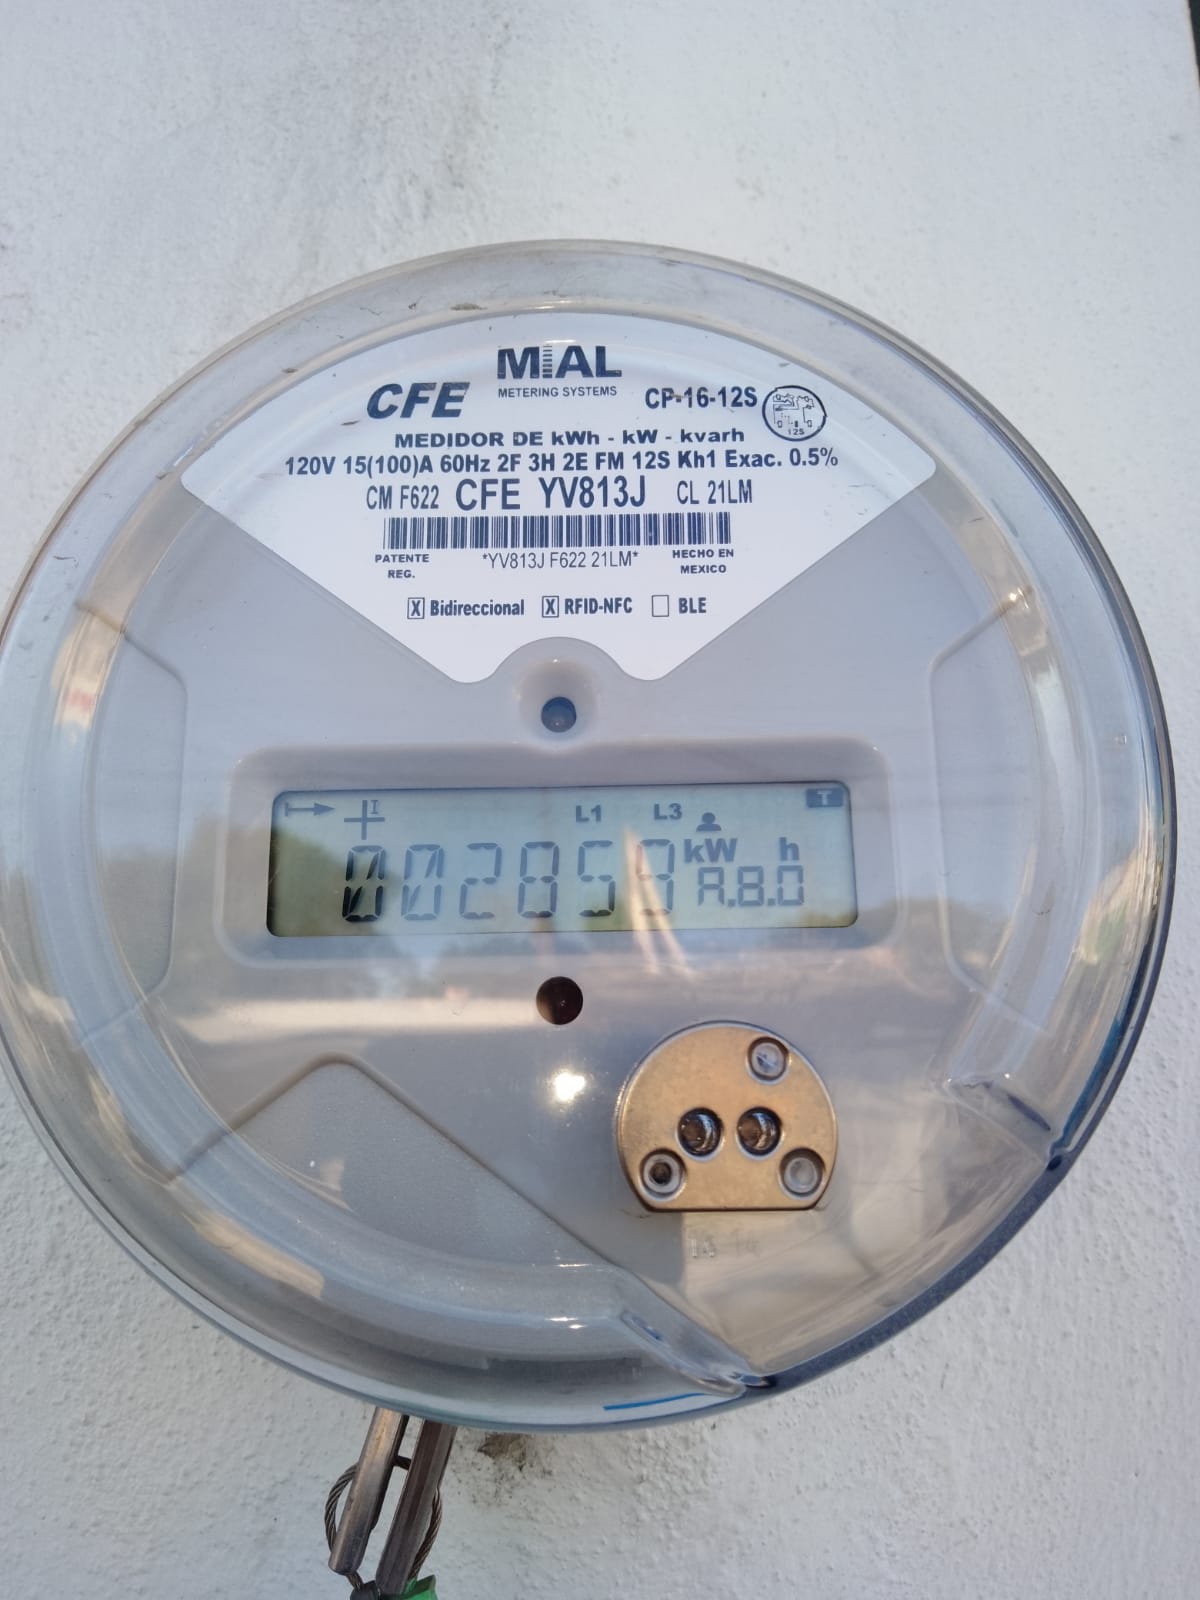 MIAL
METERING SYSTEMS
CFE
CP-16-12S
12S
MEDIDOR DE kWh - kW - kvarh
120V 15(100)A 60Hz 2F 3H 2E FM 12S Kh1 Exac. 0.5%
CM F622 CFE YV813J CL 21LM
PATENTE REG.
*YV813J F622 21LM*
HECHO EN MEXICO
X Bidireccional X RFID-NFC BLE
L1 L3 T
002859 kW h
A.8.0